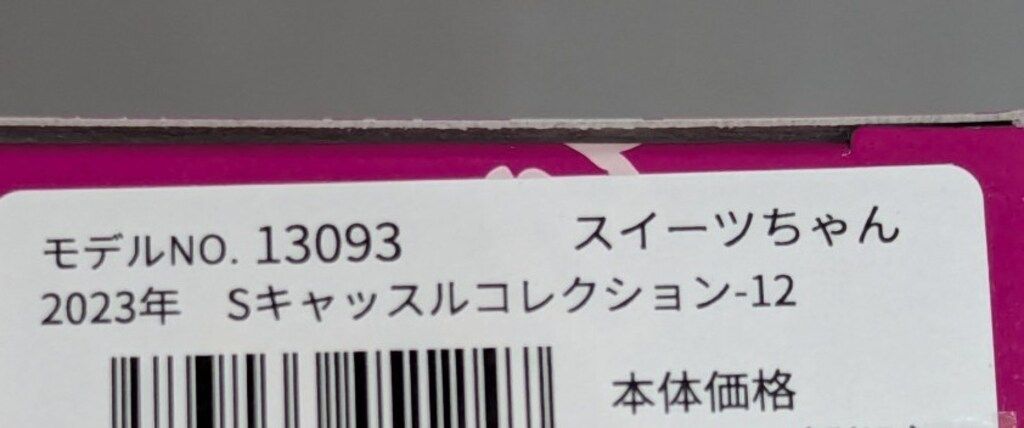 モデルNO. 13093 スイーツちゃん
2023年 Sキャッスルコレクション-12
本体価格